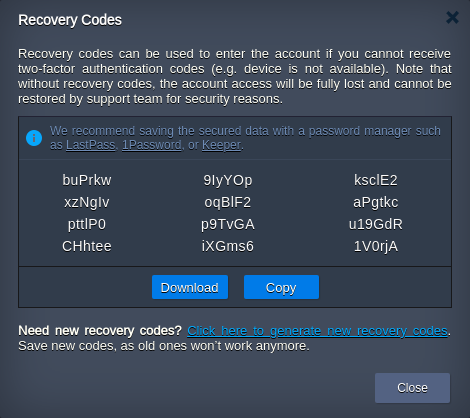 Recovery Codes
Recovery codes can be used to enter the account if you cannot receive
two-factor authentication codes (e.g. device is not available). Note that
without recovery codes, the account access will be fully lost and cannot be
restored by support team for security reasons.
We recommend saving the secured data with a password manager such
as LastPass, 1Password, or Keeper.
buPrkw 9IyYOp ksclE2
xzNgIv oqBlF2 aPgtkc
pttlP0 p9TvGA u19GdR
CHhtee iXGms6 1V0rjA
Download Copy
Need new recovery codes? Click here to generate new recovery codes.
Save new codes, as old ones won't work anymore.
Close